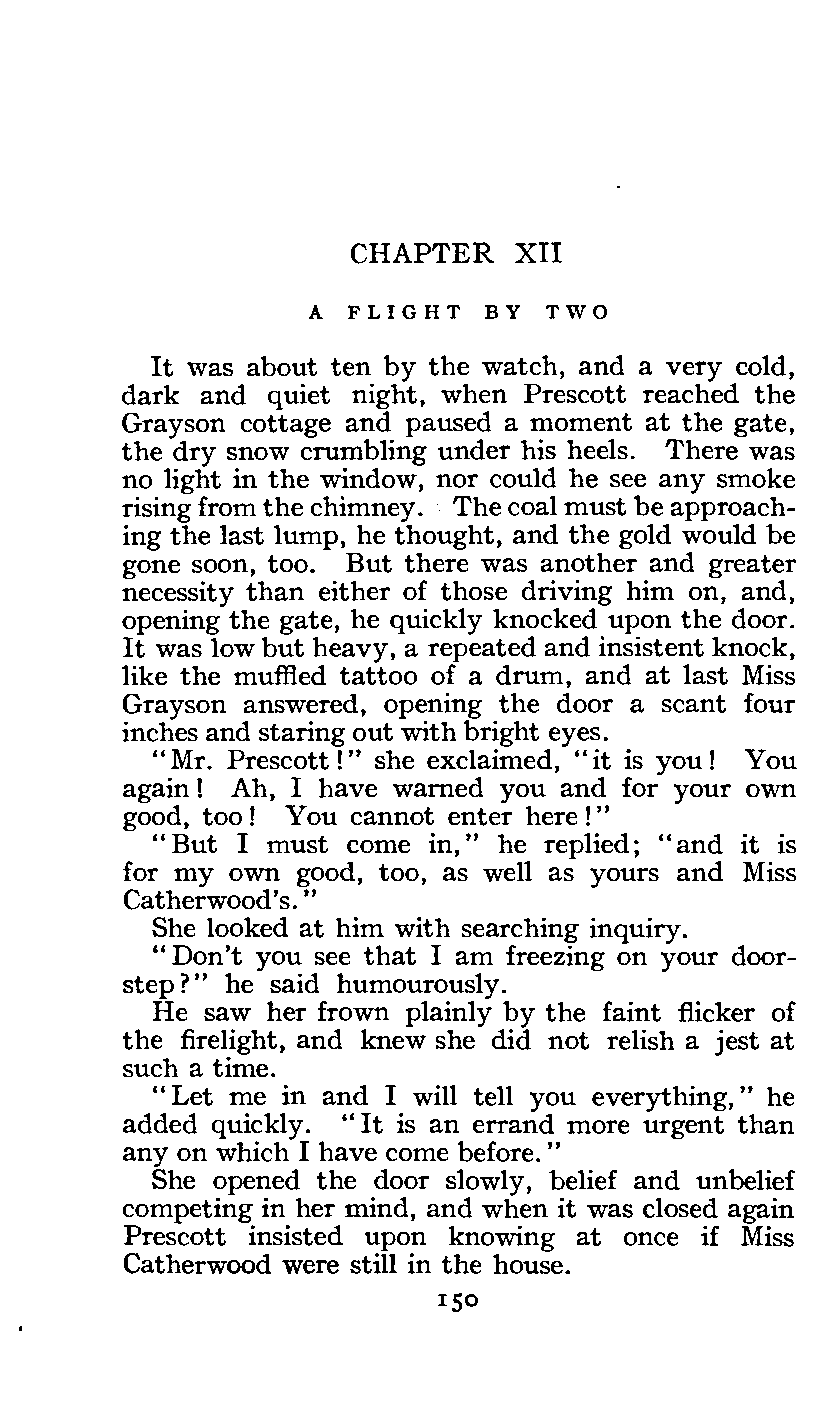 CHAPTER XII
A FLIGHT BY TWO
It was about ten by the watch, and a very cold,
dark and quiet night, when Prescott reached the
Grayson cottage and paused a moment at the gate,
the dry snow crumbling under his heels. There was
no light in the window, nor could he see any smoke
rising from the chimney. The coal must be approach-
ing the last lump, he thought, and the gold would be
gone soon, too. But there was another and greater
necessity than either of those driving him on, and,
opening the gate, he quickly knocked upon the door.
It was low but heavy, a repeated and insistent knock,
like the muffled tattoo of a drum, and at last Miss
Grayson answered, opening the door a scant four
inches and staring out with bright eyes.
"Mr. Prescott!" she exclaimed, "it is you! You
again! Ah, I have warned you and for your own
good, too! You cannot enter here!"
"But I must come in," he replied; "and it is
for my own good, too, as well as yours and Miss
Catherwood's."
She looked at him with searching inquiry.
"Don't you see that I am freezing on your door-
step?" he said humourously.
He saw her frown plainly by the faint flicker of
the firelight, and knew she did not relish a jest at
such a time.
"Let me in and I will tell you everything," he
added quickly. "It is an errand more urgent than
any on which I have come before."
She opened the door slowly, belief and unbelief
competing in her mind, and when it was closed again
Prescott insisted upon knowing at once if Miss
Catherwood were still in the house.
150